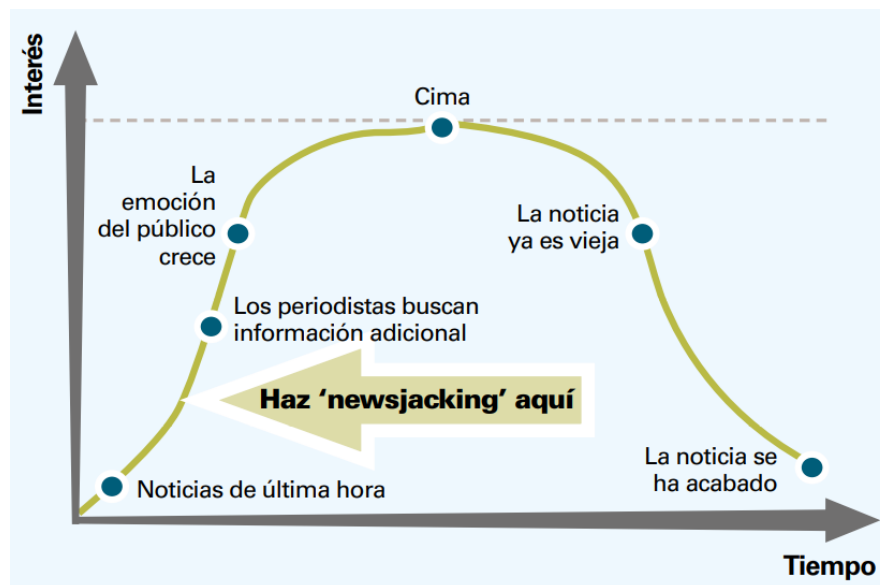 Interés
Cima
La
emoción
del público
crece
La noticia
ya es vieja
Los periodistas buscan
información adicional
Haz ‘newsjacking’ aquí
Noticias de última hora
La noticia se
ha acabado
Tiempo